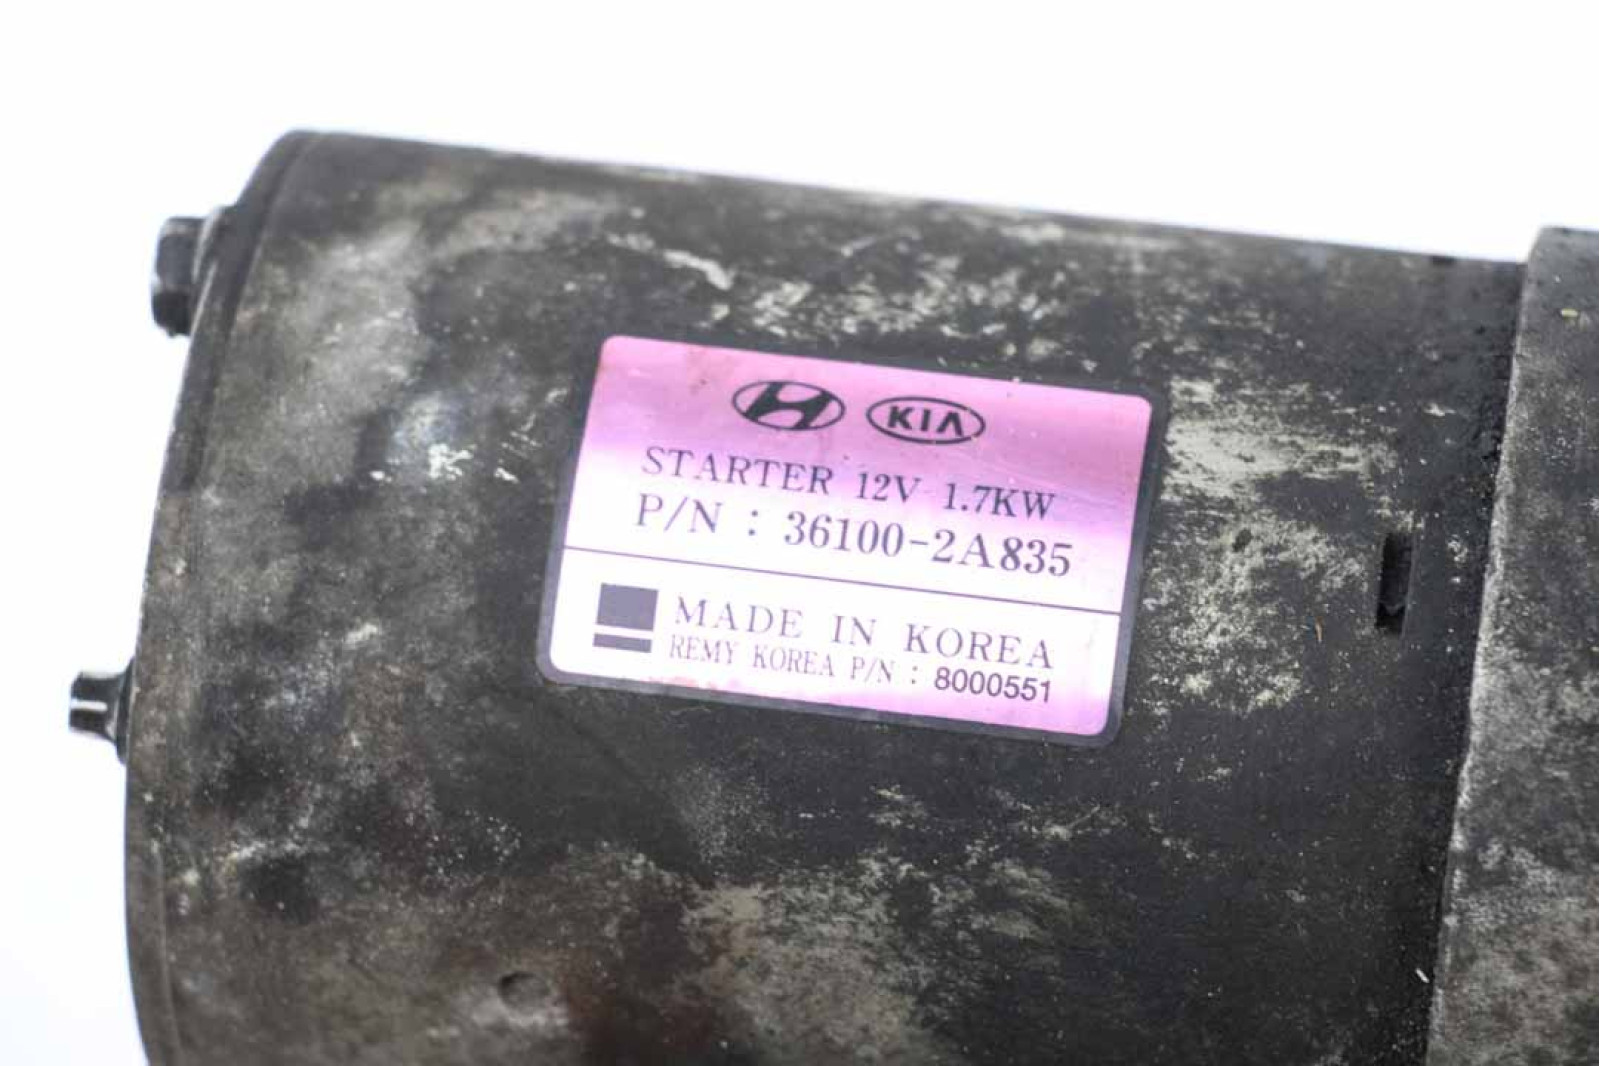 KIA
STARTER 12V 1.7KW
P/N : 36100-2A835
MADE IN KOREA
REMY KOREA P/N : 8000551